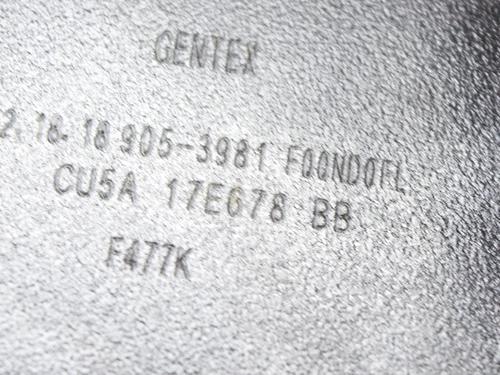 GENTEX
2.18.18 905-3981 F00ND0FL
CU5A 17E678 BB
F477K